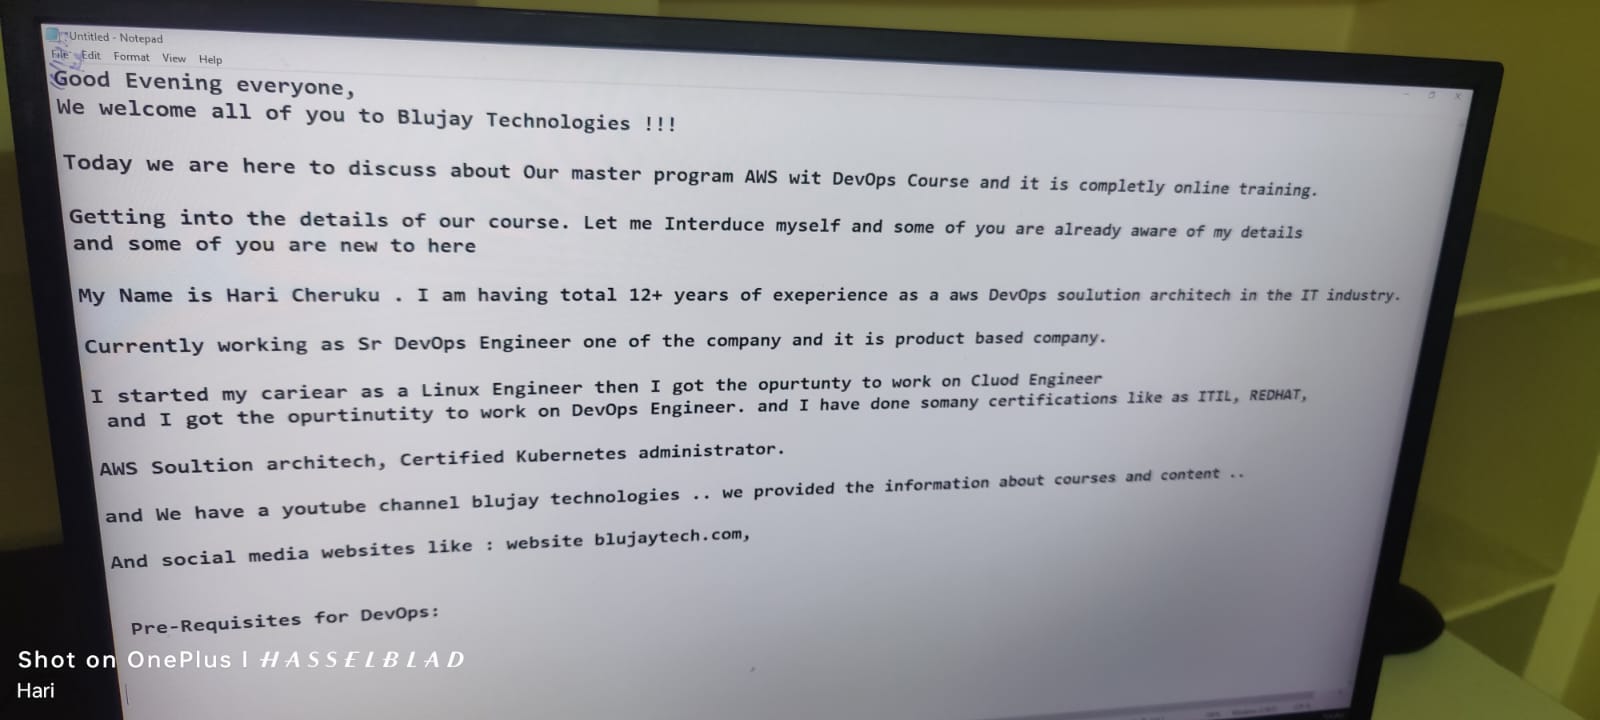 Untitled - Notepad
File Edit Format View Help
Good Evening everyone,
We welcome all of you to Blujay Technologies !!!
Today we are here to discuss about Our master program AWS wit DevOps Course and it is completly online training.
Getting into the details of our course. Let me Interduce myself and some of you are already aware of my details
and some of you are new to here
My Name is Hari Cheruku . I am having total 12+ years of exeperience as a aws DevOps soulution architech in the IT industry.
Currently working as Sr DevOps Engineer one of the company and it is product based company.
I started my cariear as a Linux Engineer then I got the opurtunty to work on Cluod Engineer
and I got the opurtinutity to work on DevOps Engineer. and I have done somany certifications like as ITIL, REDHAT,
AWS Soultion architech, Certified Kubernetes administrator.
and We have a youtube channel blujay technologies .. we provided the information about courses and content ..
And social media websites like : website blujaytech.com,
Pre-Requisites for DevOps:
Shot on OnePlus | HASSELBLAD
Hari